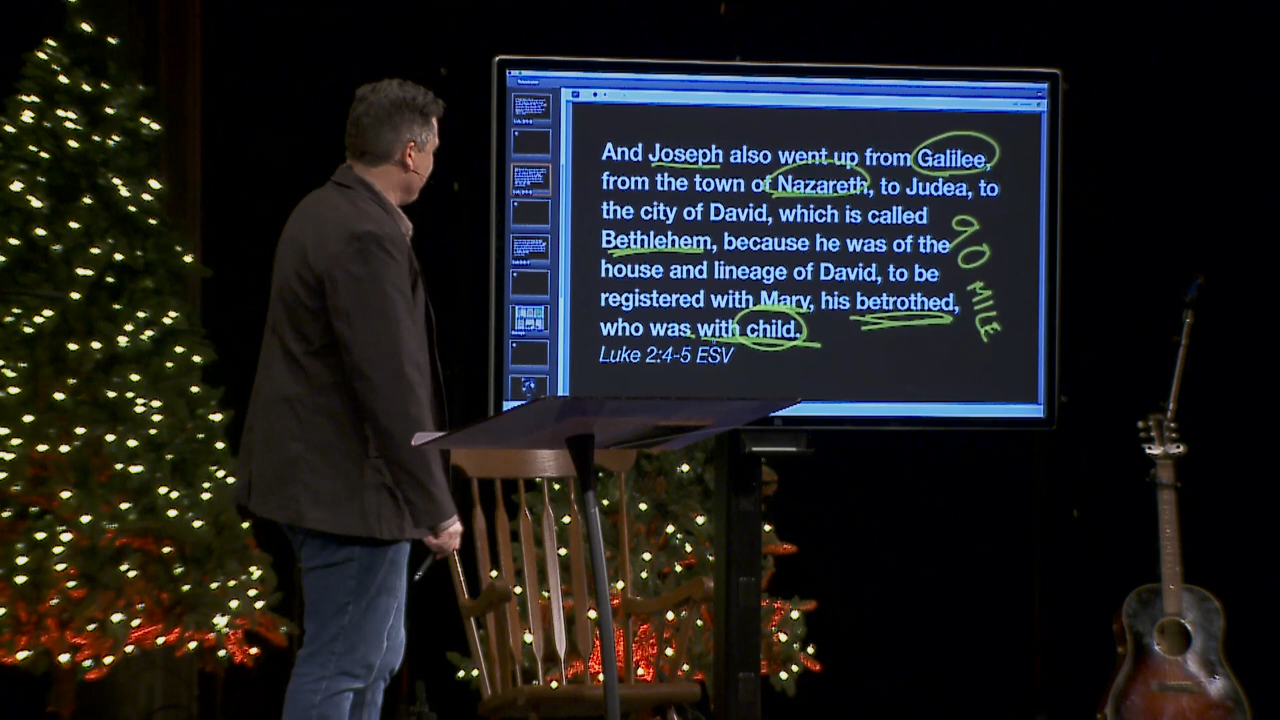 And Joseph also went up from Galilee,
from the town of Nazareth, to Judea, to
the city of David, which is called
Bethlehem, because he was of the
house and lineage of David, to be
registered with Mary, his betrothed,
who was with child.
Luke 2:4-5 ESV
90
MILE